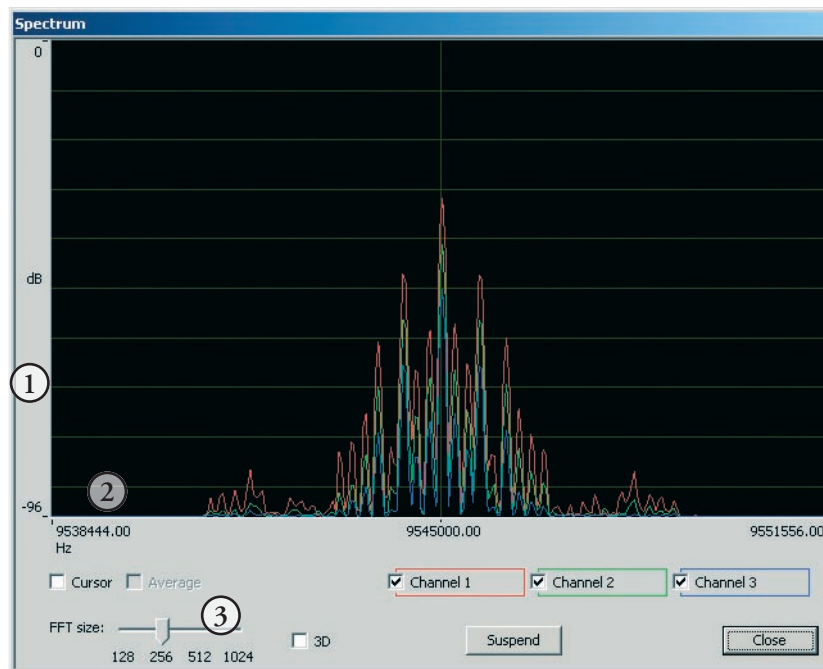 Spectrum
0
dB
1
2
-96
9538444.00 9545000.00 9551556.00
Hz
Cursor Average Channel 1 Channel 2 Channel 3
3
FFT size:
3D Suspend Close
128 256 512 1024